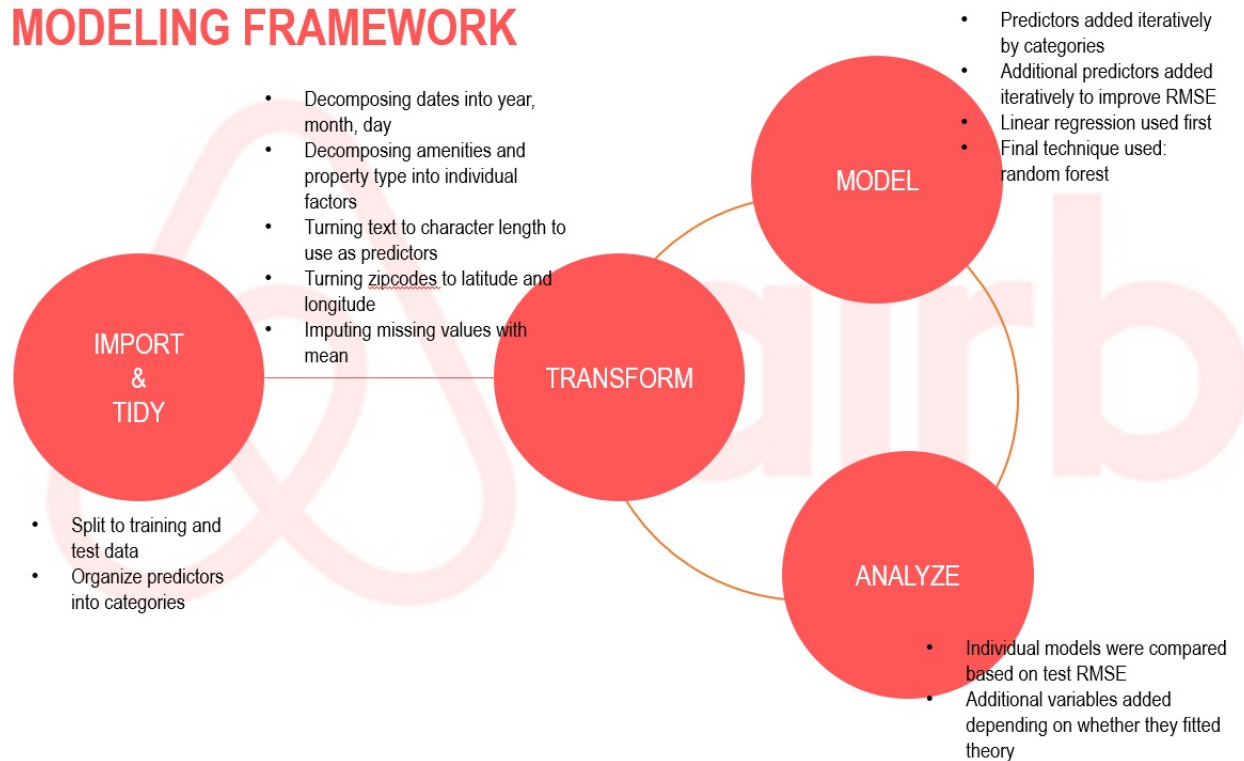 MODELING FRAMEWORK
IMPORT
&
TIDY
• Split to training and
test data
• Organize predictors
into categories
• Decomposing dates into year,
month, day
• Decomposing amenities and
property type into individual
factors
• Turning text to character length to
use as predictors
• Turning zipcodes to latitude and
longitude
• Imputing missing values with
mean
TRANSFORM
• Predictors added iteratively
by categories
• Additional predictors added
iteratively to improve RMSE
• Linear regression used first
• Final technique used:
random forest
MODEL
ANALYZE
• Individual models were compared
based on test RMSE
• Additional variables added
depending on whether they fitted
theory
airb